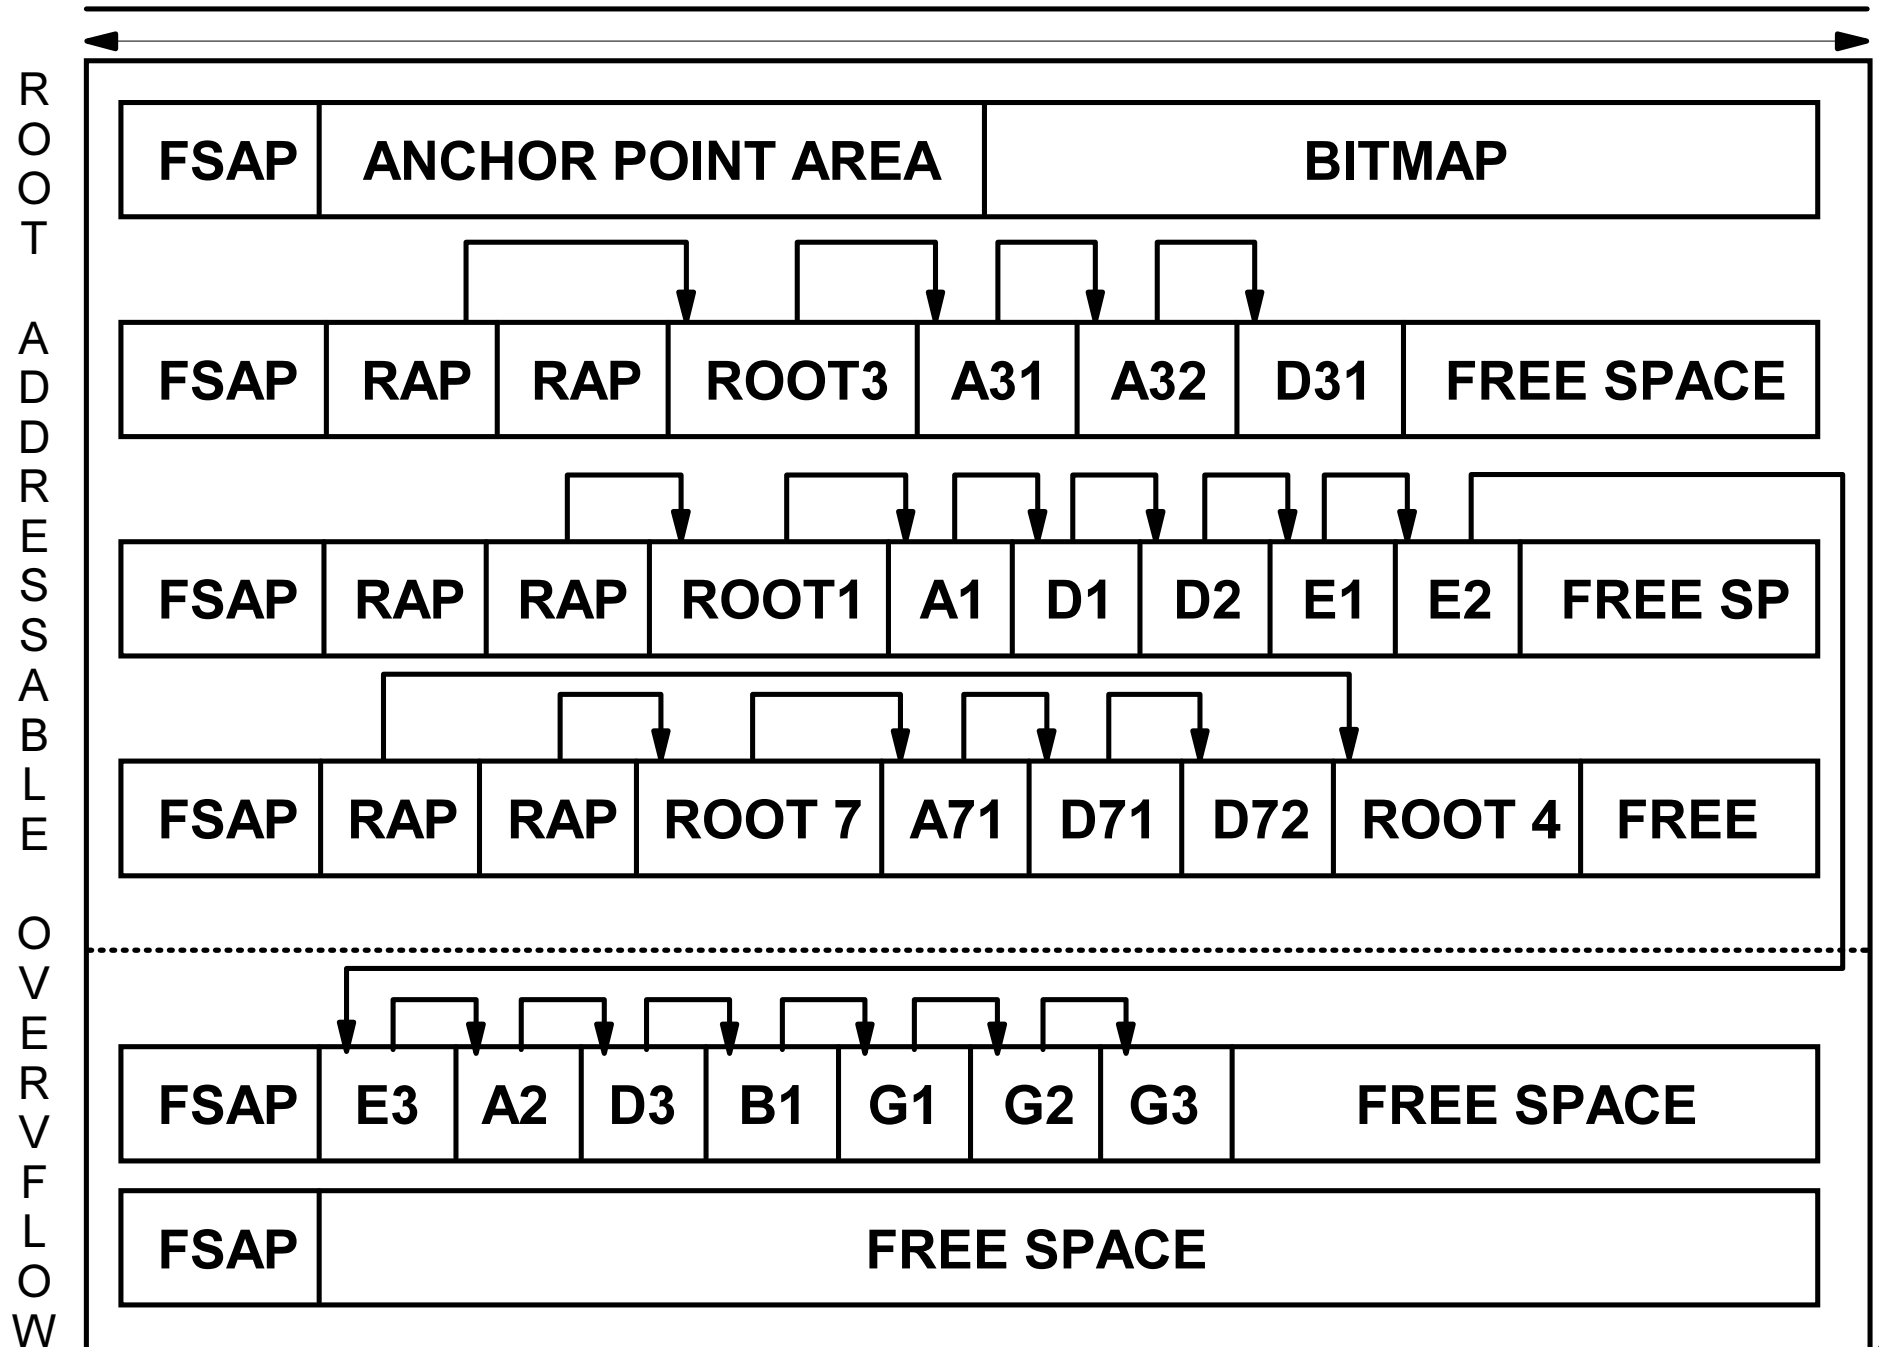 ROOT ADDRESSABLE OVERVFLOW
FSAP ANCHOR POINT AREA BITMAP
FSAP RAP RAP ROOT3 A31 A32 D31 FREE SPACE
FSAP RAP RAP ROOT1 A1 D1 D2 E1 E2 FREE SP
FSAP RAP RAP ROOT 7 A71 D71 D72 ROOT 4 FREE
FSAP E3 A2 D3 B1 G1 G2 G3 FREE SPACE
FSAP FREE SPACE